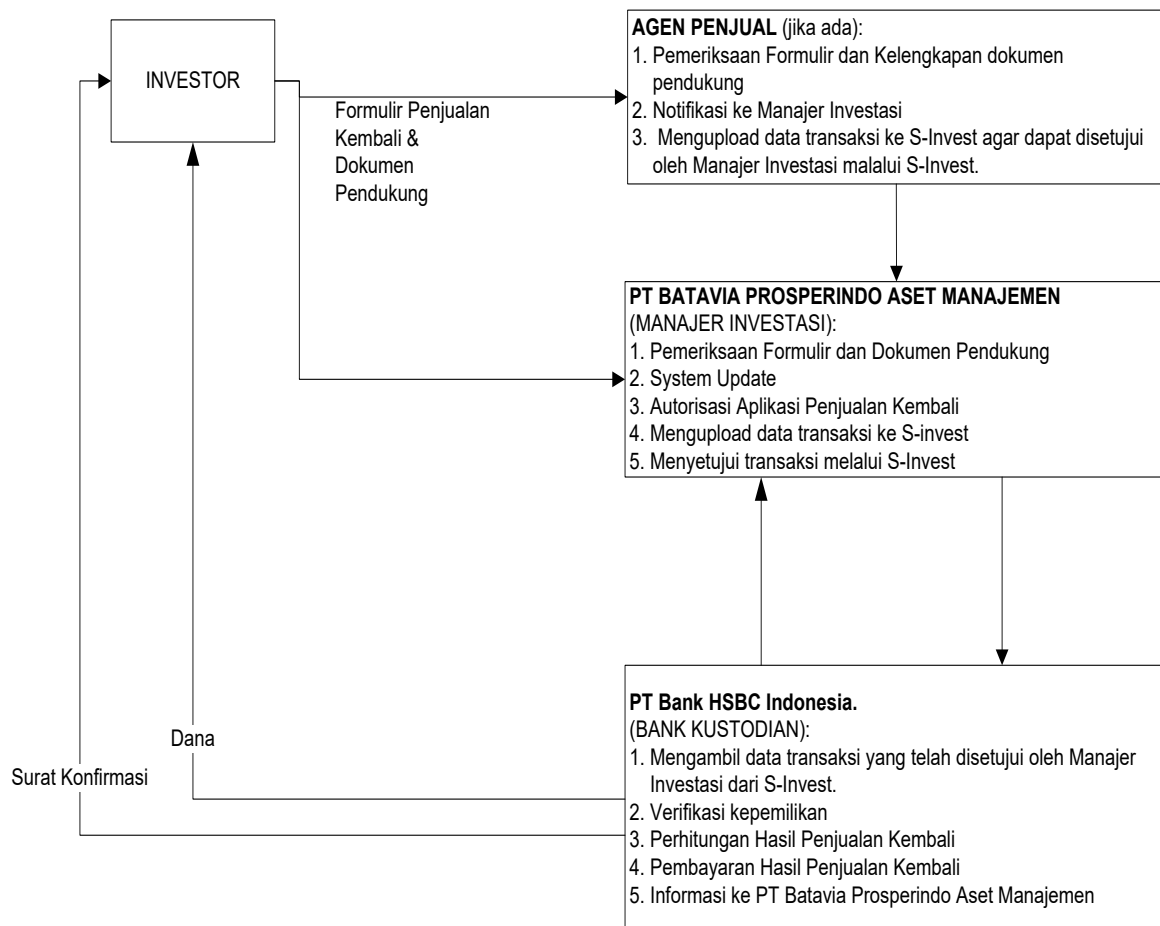 INVESTOR
Formulir Penjualan
Kembali &
Dokumen
Pendukung
AGEN PENJUAL (jika ada):
1. Pemeriksaan Formulir dan Kelengkapan dokumen
pendukung
2. Notifikasi ke Manajer Investasi
3. Mengupload data transaksi ke S-Invest agar dapat disetujui
oleh Manajer Investasi malalui S-Invest.
PT BATAVIA PROSPERINDO ASET MANAJEMEN
(MANAJER INVESTASI):
1. Pemeriksaan Formulir dan Dokumen Pendukung
2. System Update
3. Autorisasi Aplikasi Penjualan Kembali
4. Mengupload data transaksi ke S-invest
5. Menyetujui transaksi melalui S-Invest
PT Bank HSBC Indonesia.
(BANK KUSTODIAN):
1. Mengambil data transaksi yang telah disetujui oleh Manajer
Investasi dari S-Invest.
2. Verifikasi kepemilikan
3. Perhitungan Hasil Penjualan Kembali
4. Pembayaran Hasil Penjualan Kembali
5. Informasi ke PT Batavia Prosperindo Aset Manajemen
Dana
Surat Konfirmasi